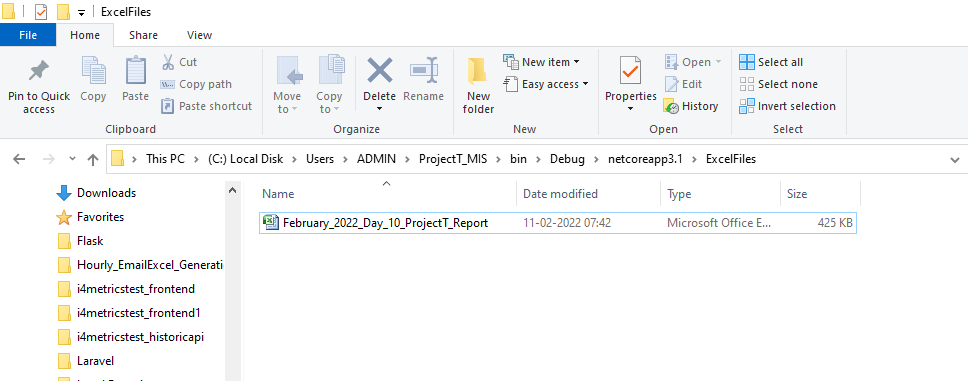 ExcelFiles
File Home Share View
Pin to Quick access
Copy
Paste
Cut
Copy path
Paste shortcut
Clipboard
Move to
Copy to
Delete
Rename
Organize
New folder
New item
Easy access
New
Properties
Open
Edit
History
Open
Select all
Select none
Invert selection
Select
This PC > (C:) Local Disk > Users > ADMIN > ProjectT_MIS > bin > Debug > netcoreapp3.1 > ExcelFiles
Downloads
Favorites
Flask
Hourly_EmailExcel_Generati
i4metricstest_frontend
i4metricstest_frontend1
i4metricstest_historicapi
Laravel
Name Date modified Type Size
February_2022_Day_10_ProjectT_Report 11-02-2022 07:42 Microsoft Office E... 425 KB